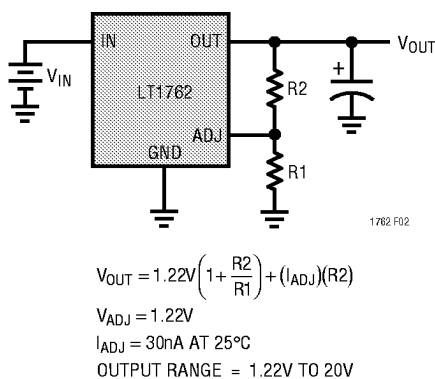 IN
OUT
V_OUT
V_IN
+
R2
LT1762
ADJ
GND
R1
1762 F02
V_OUT = 1.22V(1 + R2/R1) + (I_ADJ)(R2)
V_ADJ = 1.22V
I_ADJ = 30nA AT 25°C
OUTPUT RANGE = 1.22V TO 20V